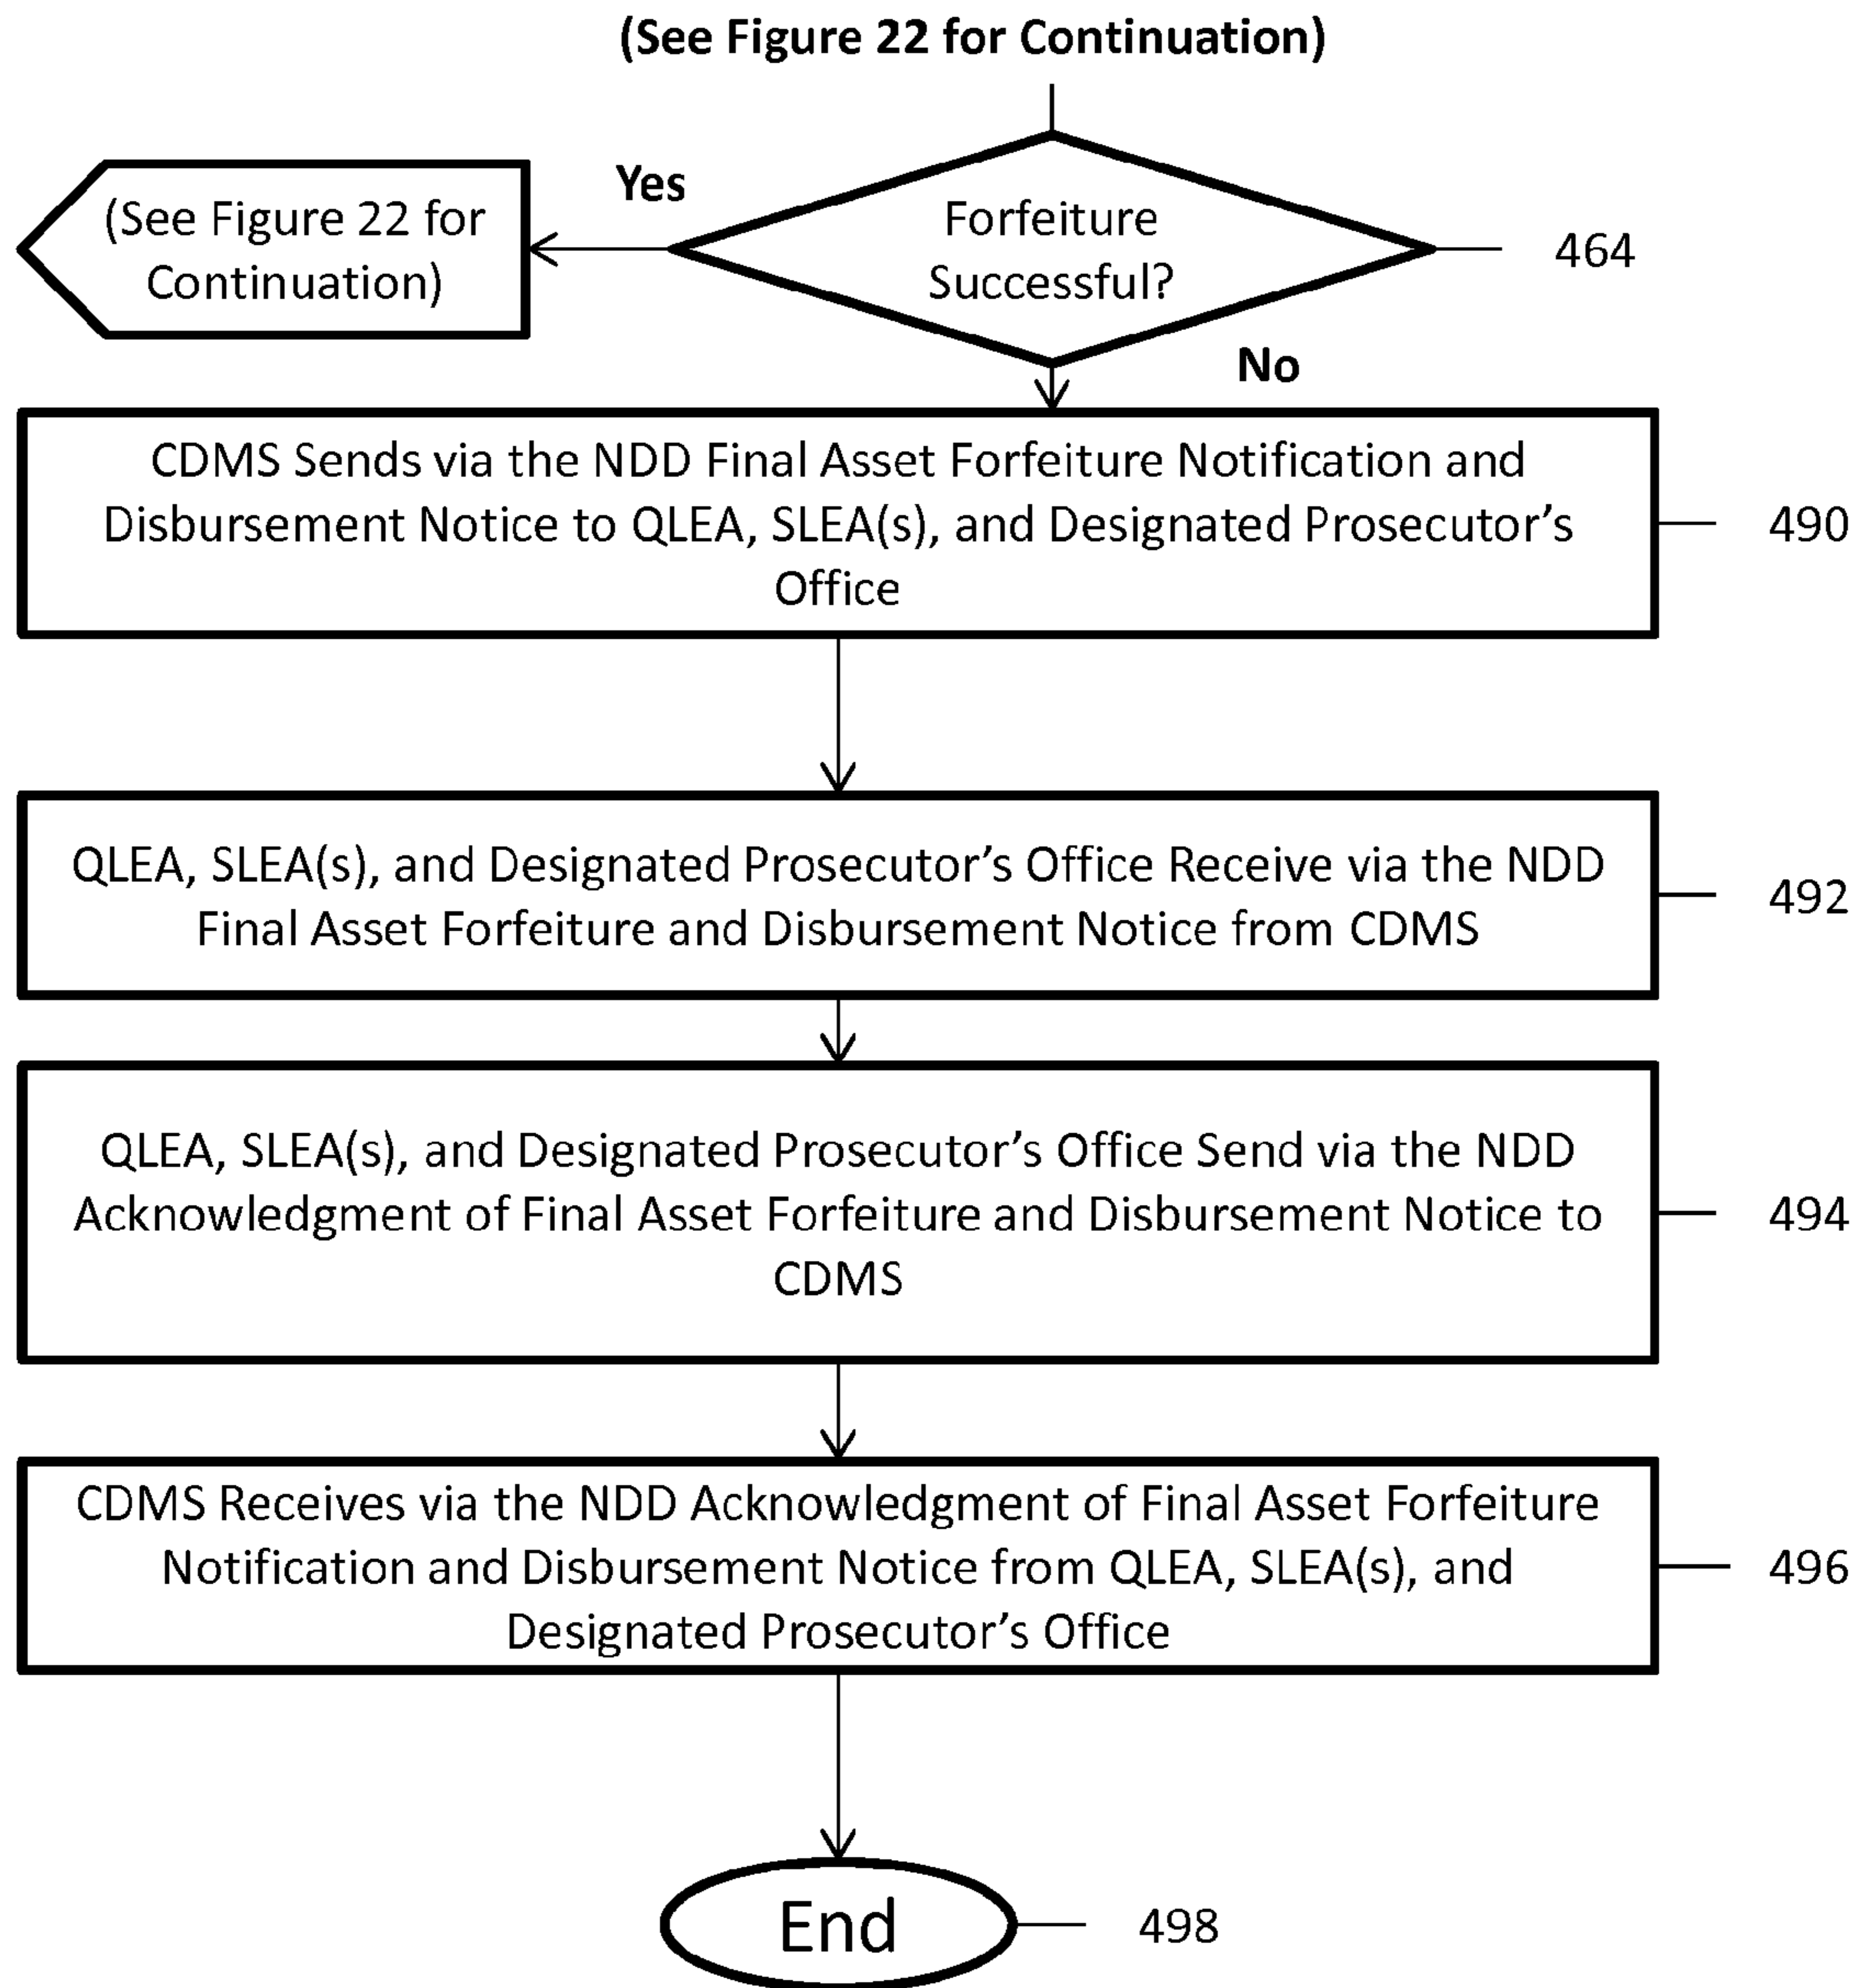 (See Figure 22 for Continuation)
Yes
(See Figure 22 for
Continuation)
Forfeiture
Successful?
464
No
CDMS Sends via the NDD Final Asset Forfeiture Notification and
Disbursement Notice to QLEA, SLEA(s), and Designated Prosecutor’s
Office
490
QLEA, SLEA(s), and Designated Prosecutor’s Office Receive via the NDD
Final Asset Forfeiture and Disbursement Notice from CDMS
492
QLEA, SLEA(s), and Designated Prosecutor’s Office Send via the NDD
Acknowledgment of Final Asset Forfeiture and Disbursement Notice to
CDMS
494
CDMS Receives via the NDD Acknowledgment of Final Asset Forfeiture
Notification and Disbursement Notice from QLEA, SLEA(s), and
Designated Prosecutor’s Office
496
End
498